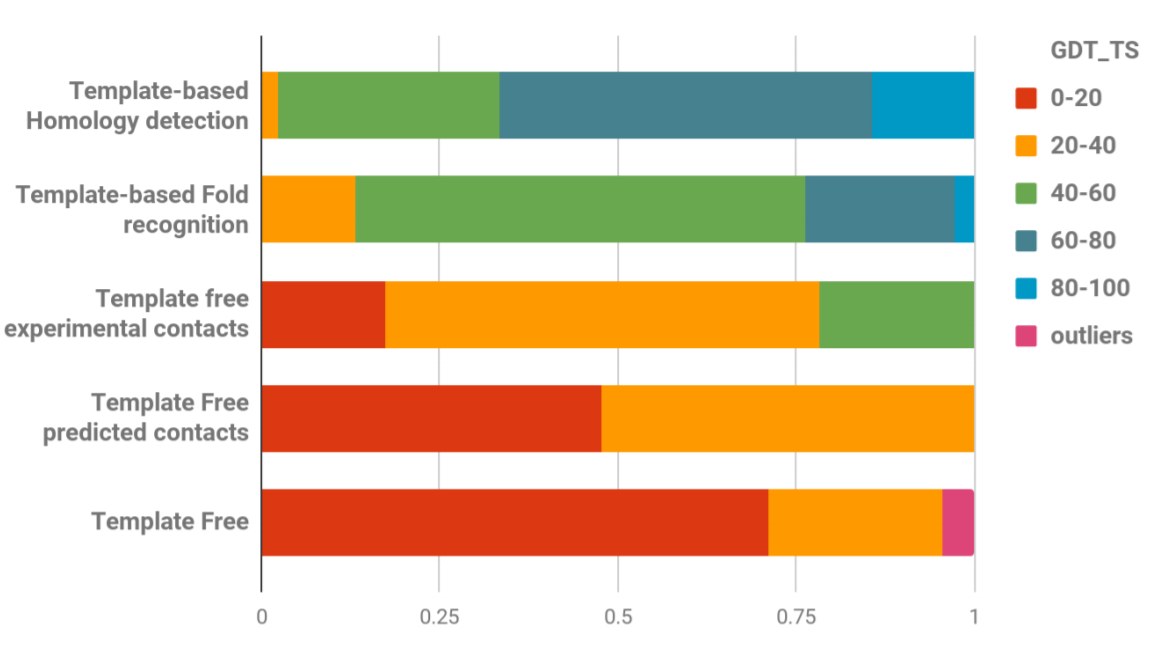 GDT_TS
0-20
20-40
40-60
60-80
80-100
outliers
Template-based
Homology detection
Template-based Fold
recognition
Template free
experimental contacts
Template Free
predicted contacts
Template Free
0
0.25
0.5
0.75
1